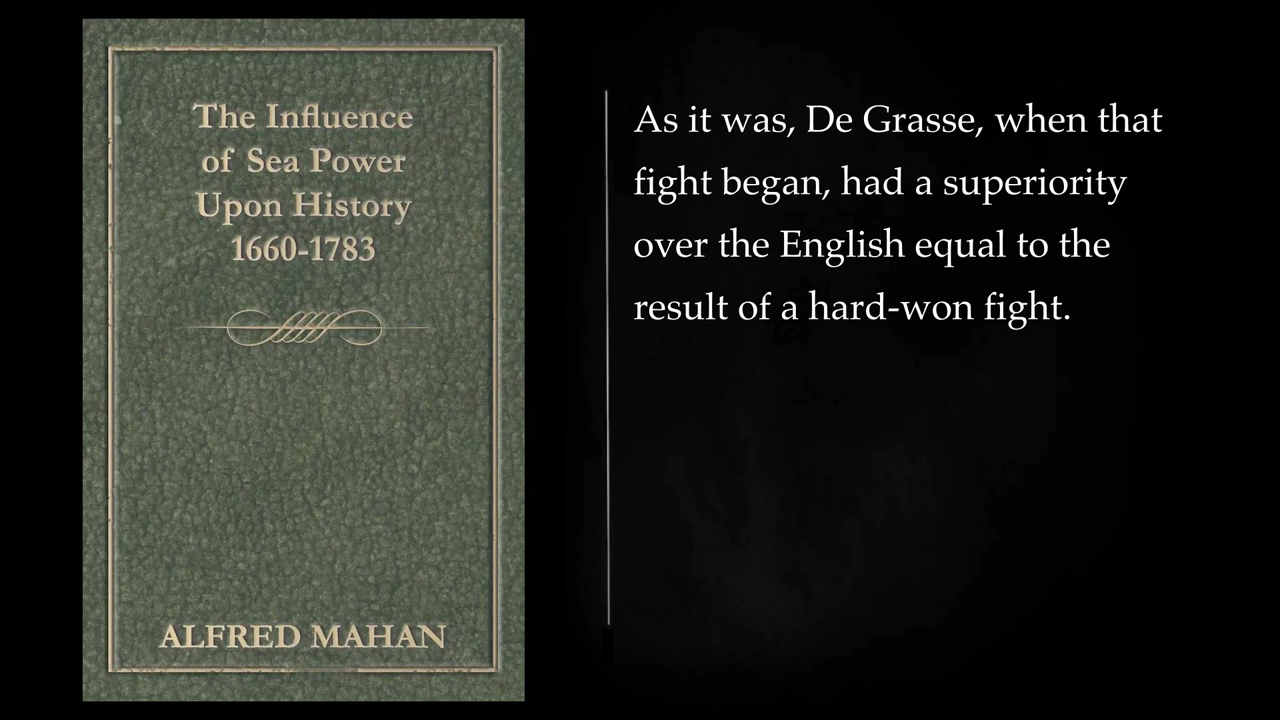 The Influence
of Sea Power
Upon History
1660-1783
ALFRED MAHAN
As it was, De Grasse, when that
fight began, had a superiority
over the English equal to the
result of a hard-won fight.